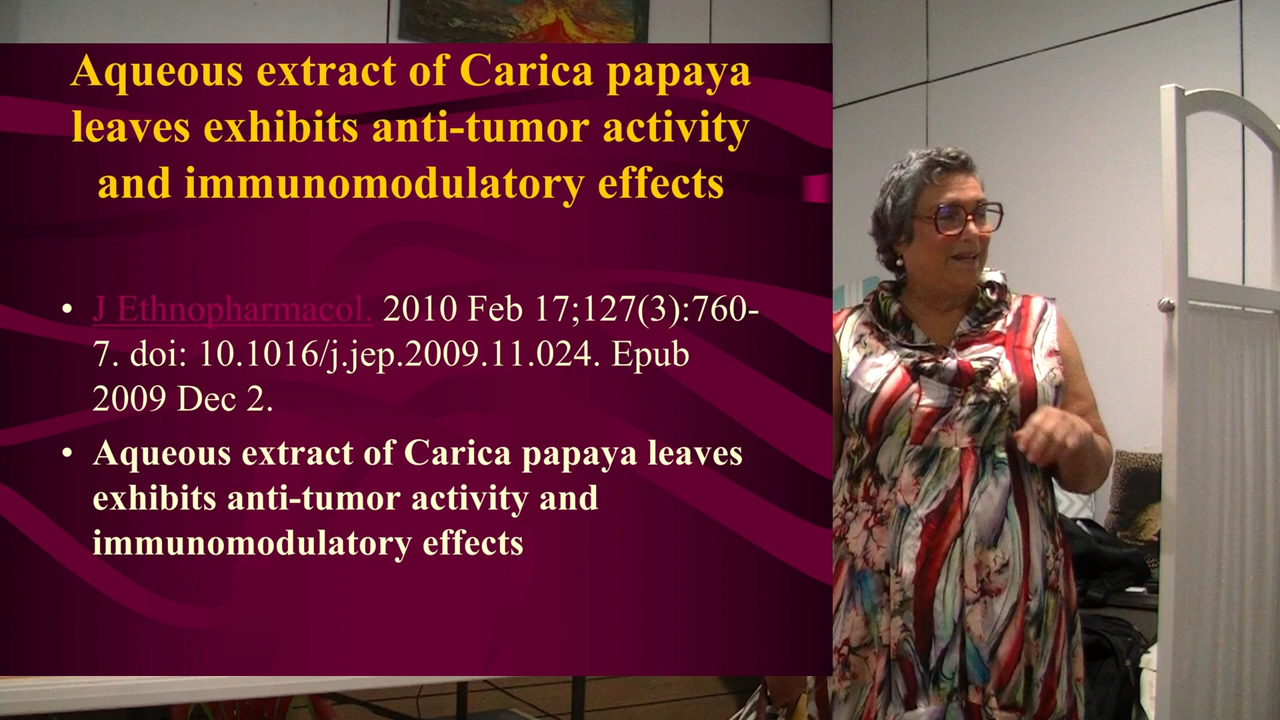 Aqueous extract of Carica papaya
leaves exhibits anti-tumor activity
and immunomodulatory effects
• J Ethnopharmacol. 2010 Feb 17;127(3):760-
7. doi: 10.1016/j.jep.2009.11.024. Epub
2009 Dec 2.
• Aqueous extract of Carica papaya leaves
exhibits anti-tumor activity and
immunomodulatory effects